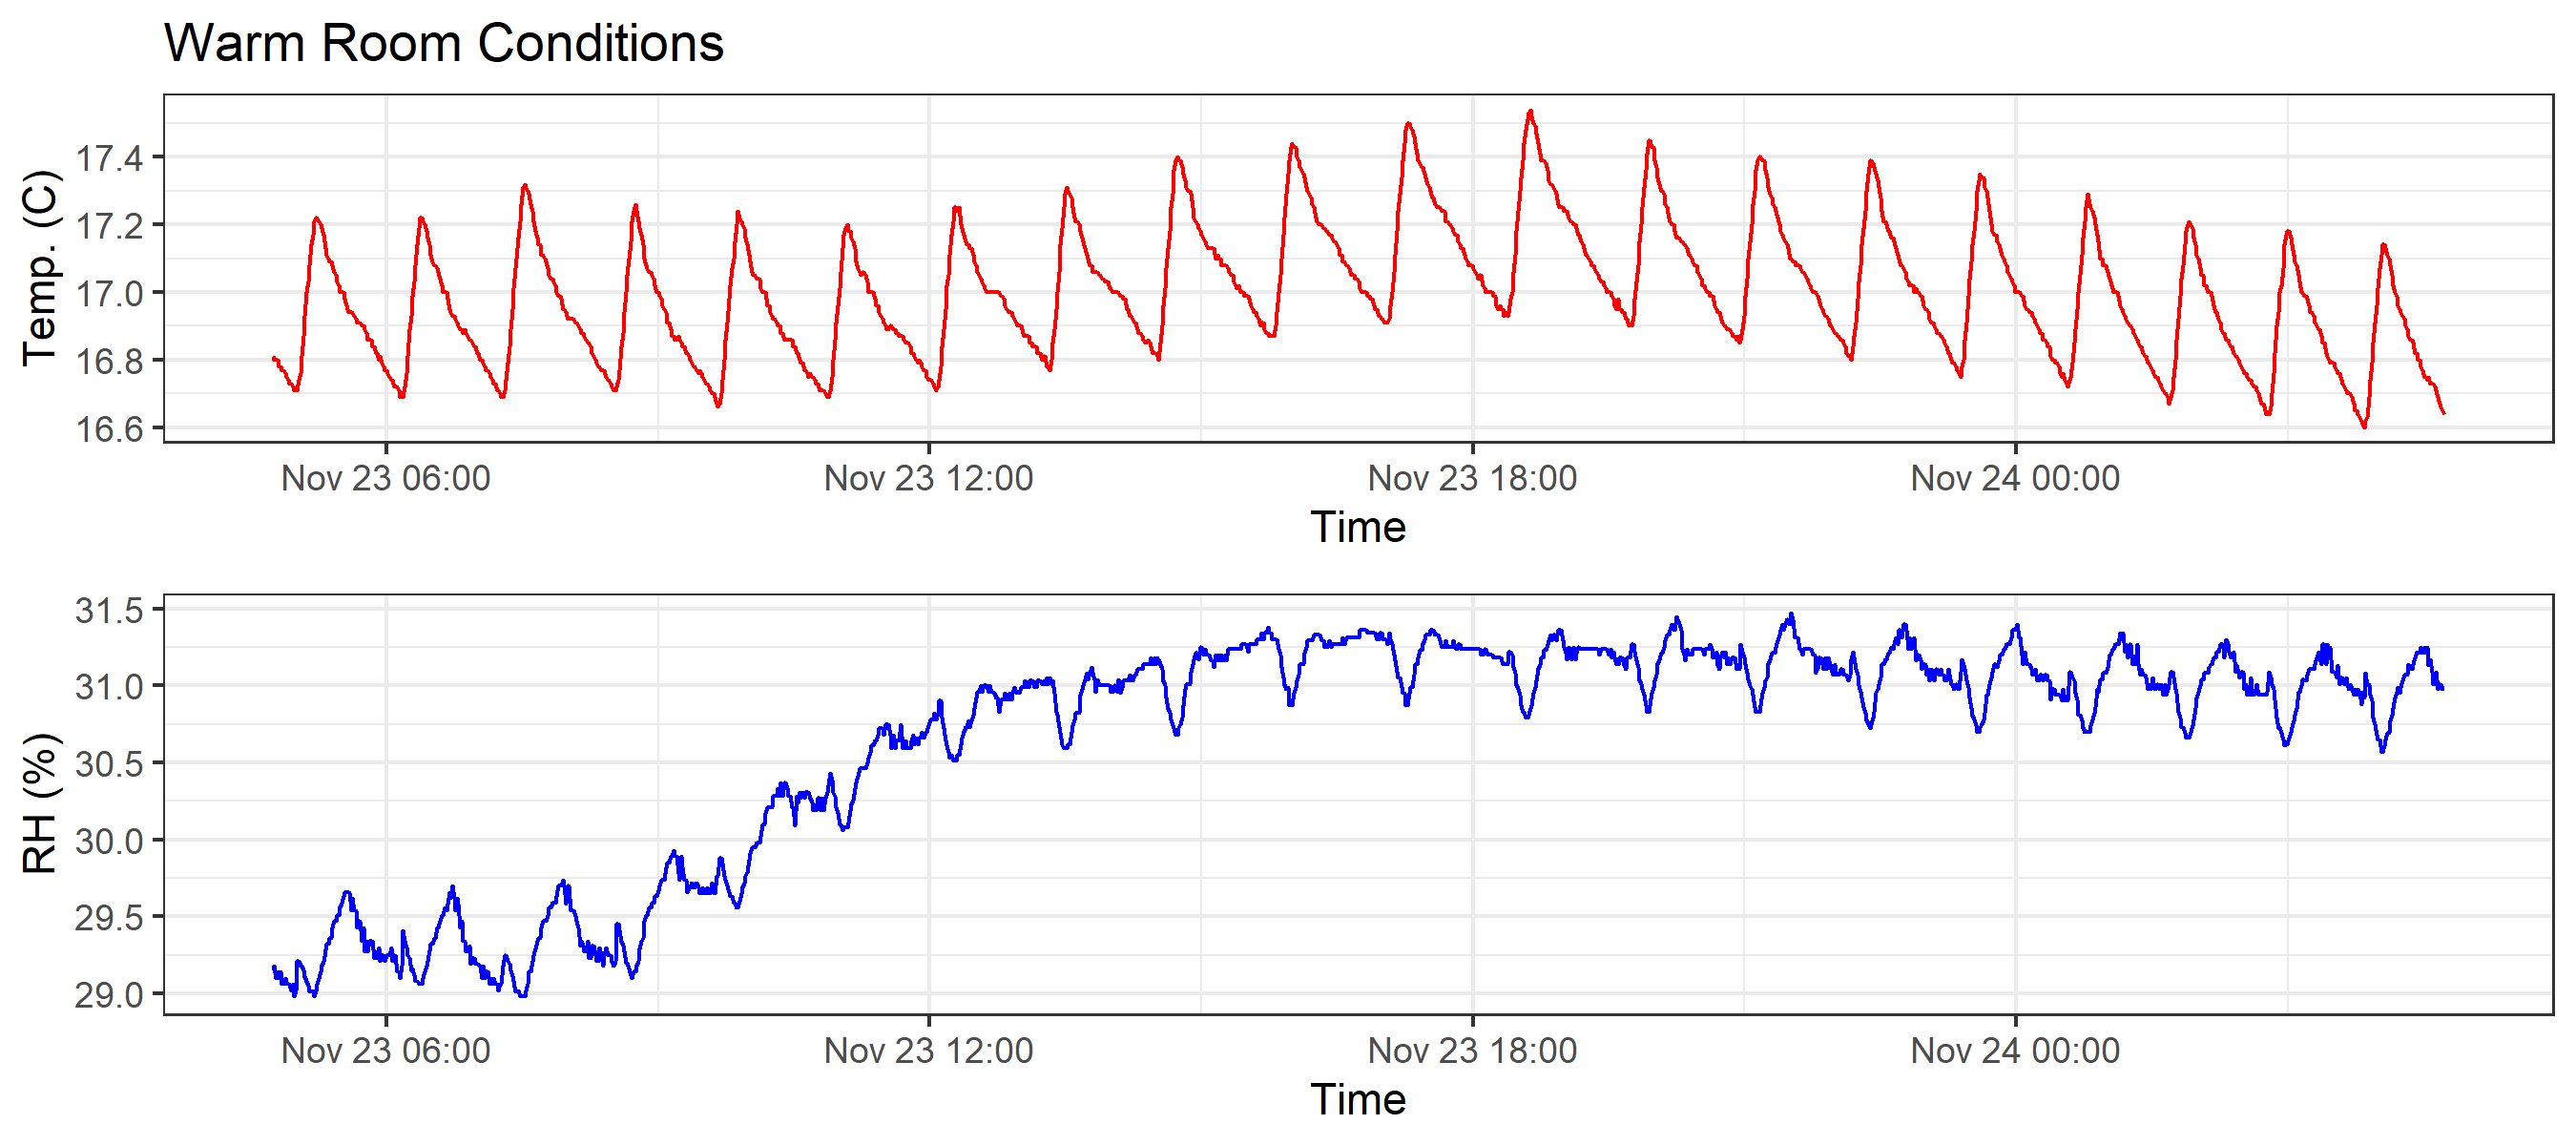 Warm Room Conditions
Temp. (C)
17.4
17.2
17.0
16.8
16.6
Nov 23 06:00 Nov 23 12:00 Nov 23 18:00 Nov 24 00:00
Time
RH (%)
31.5
31.0
30.5
30.0
29.5
29.0
Nov 23 06:00 Nov 23 12:00 Nov 23 18:00 Nov 24 00:00
Time